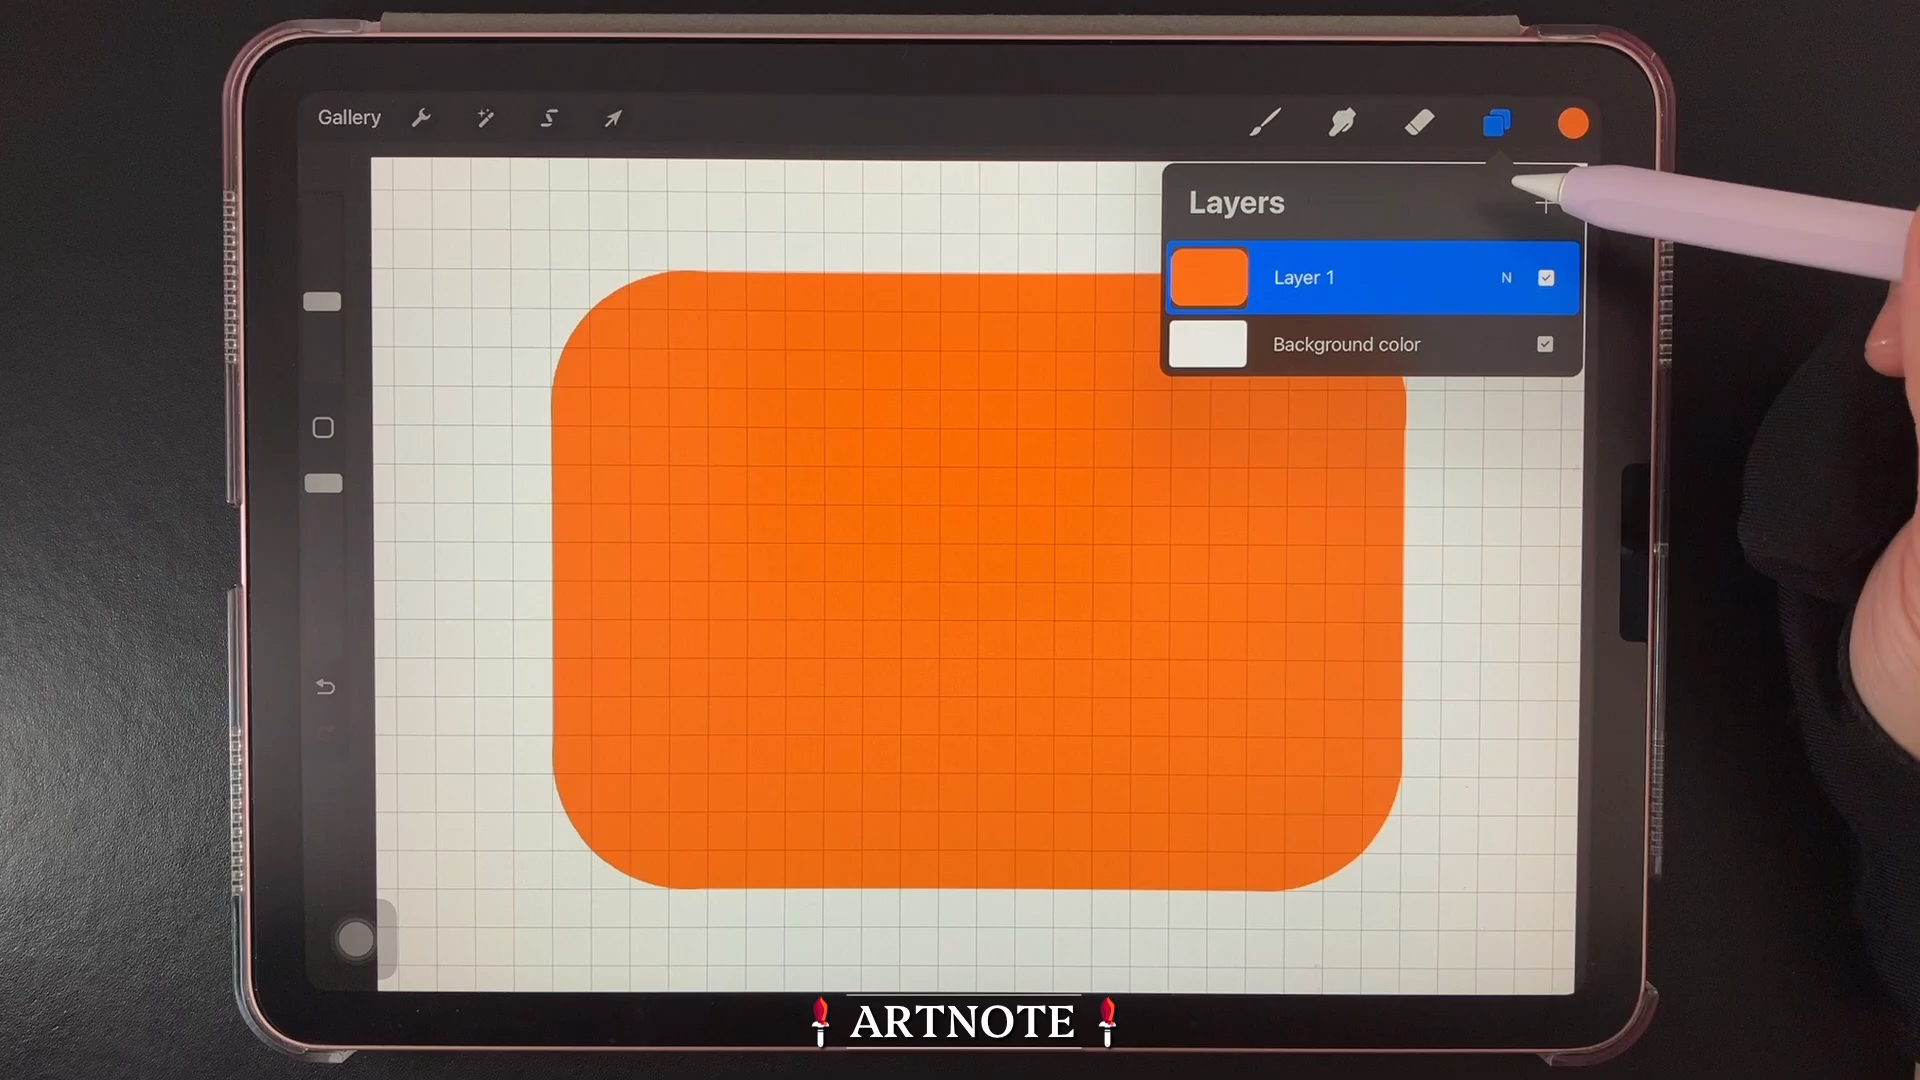 Gallery
Layers
Layer 1 N
Background color
ARTNOTE